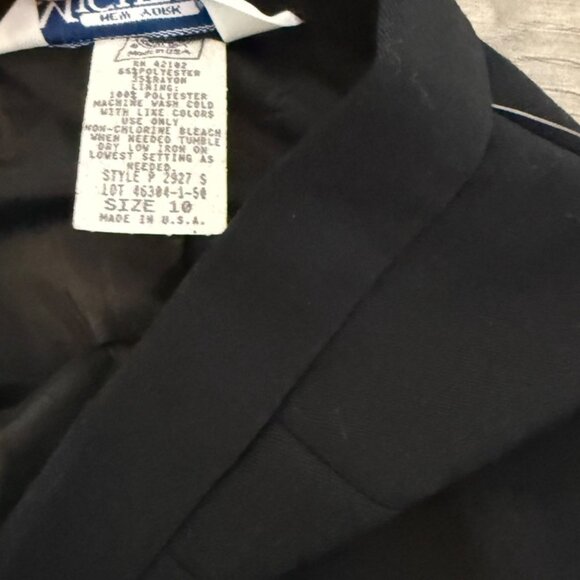 NEW YORK
MADE IN U.S.A.
RN 42102
65%POLYESTER
35%RAYON
LINING:
100% POLYESTER
MACHINE WASH COLD
WITH LIKE COLORS
USE ONLY
NON-CHLORINE BLEACH
WHEN NEEDED TUMBLE
DRY LOW IRON ON
LOWEST SETTING AS
NEEDED.
STYLE P 2927 S
LOT 46304-1-50
SIZE 10
MADE IN U.S.A.